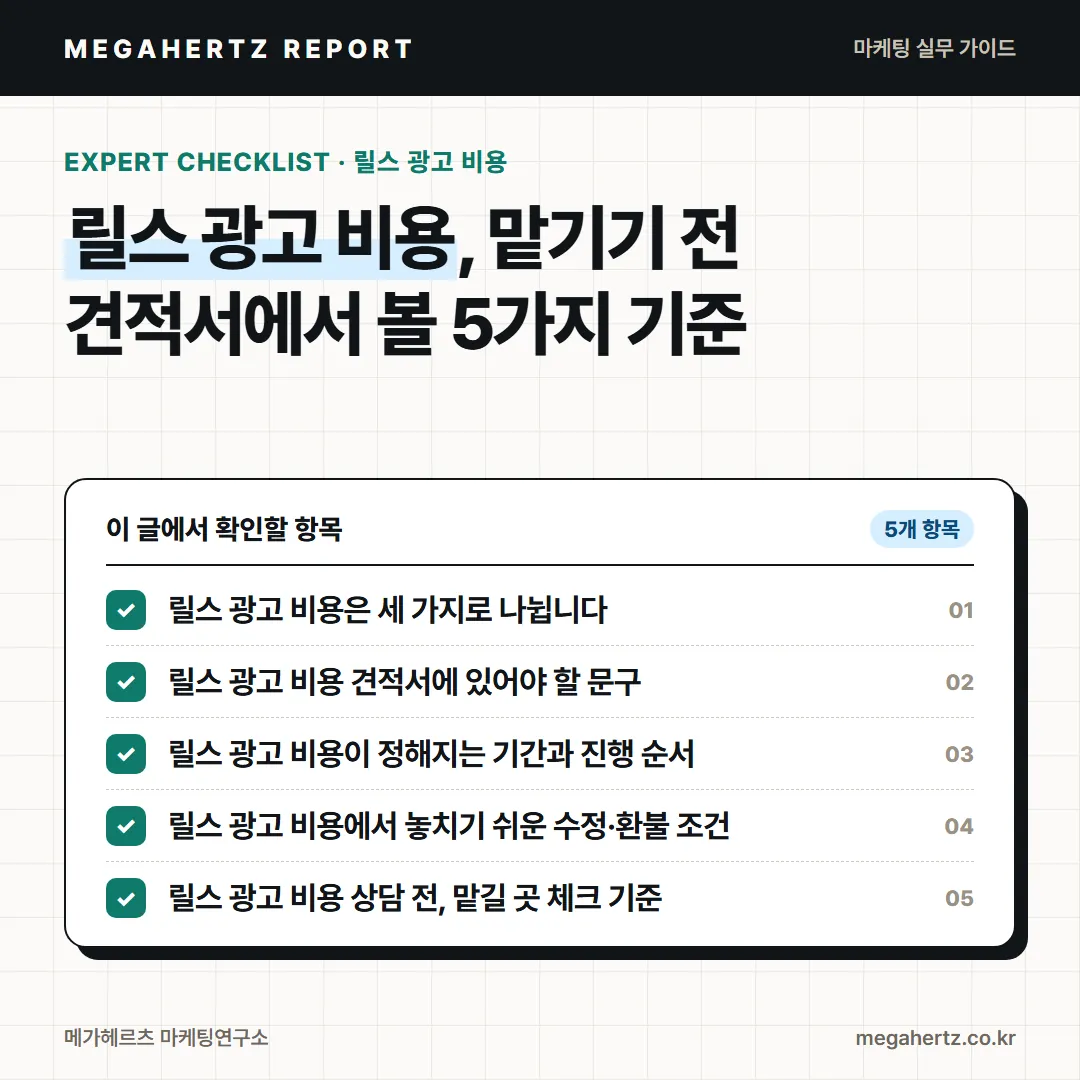 MEGAHERTZ REPORT
마케팅 실무 가이드
EXPERT CHECKLIST · 릴스 광고 비용
릴스 광고 비용, 맡기기 전
견적서에서 볼 5가지 기준
이 글에서 확인할 항목
5개 항목
릴스 광고 비용은 세 가지로 나뉩니다
01
릴스 광고 비용 견적서에 있어야 할 문구
02
릴스 광고 비용이 정해지는 기간과 진행 순서
03
릴스 광고 비용에서 놓치기 쉬운 수정·환불 조건
04
릴스 광고 비용 상담 전, 맡길 곳 체크 기준
05
메가헤르츠 마케팅연구소
megahertz.co.kr